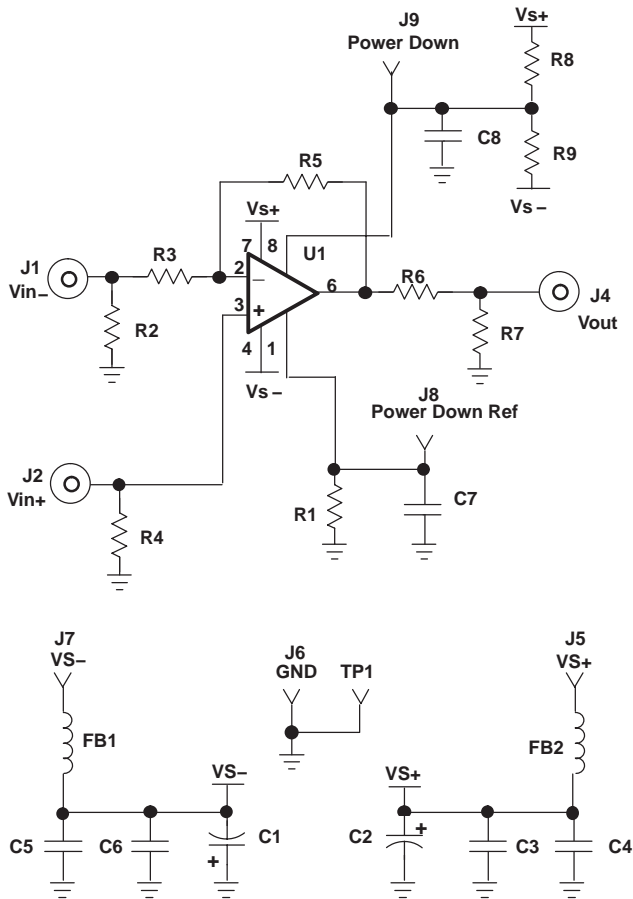 J9
Power Down
Vs+
R8
C8
R9
Vs−
R5
Vs+
7 8
U1
J1
Vin−
R3
2
−
6
R6
J4
Vout
R2
3
+
R7
4 1
Vs−
J8
Power Down Ref
J2
Vin+
R4
R1
C7
J7
VS−
J6
GND
TP1
J5
VS+
FB1
FB2
VS−
VS+
C5
C6
C1
+
C2
+
C3
C4